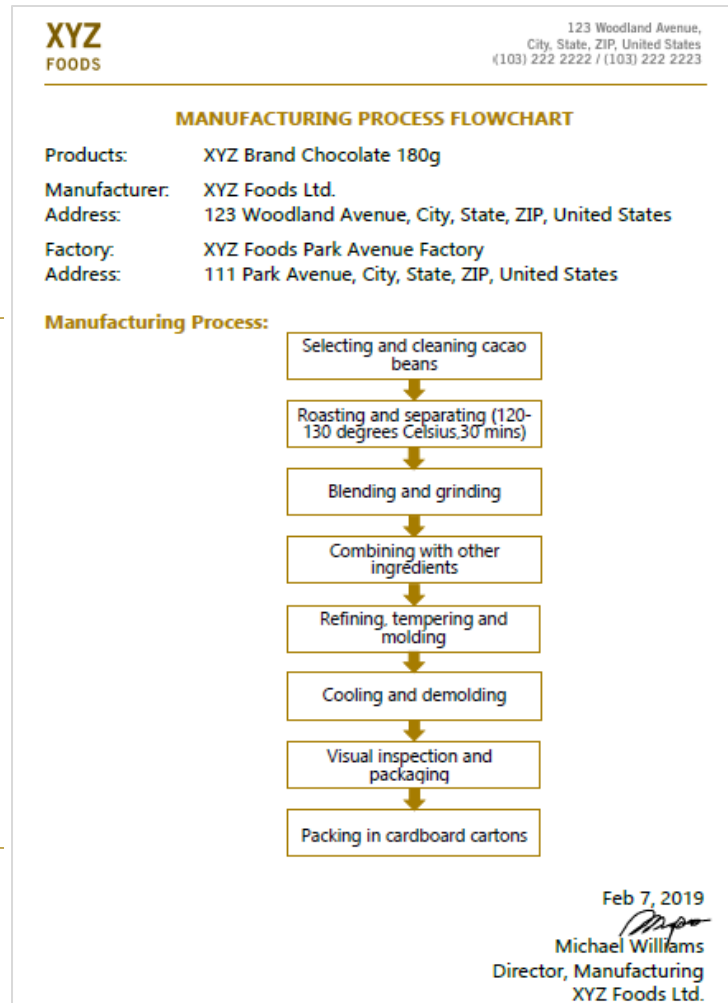 XYZ
FOODS
123 Woodland Avenue,
City, State, ZIP, United States
(103) 222 2222 / (103) 222 2223
MANUFACTURING PROCESS FLOWCHART
Products: XYZ Brand Chocolate 180g
Manufacturer: XYZ Foods Ltd.
Address: 123 Woodland Avenue, City, State, ZIP, United States
Factory: XYZ Foods Park Avenue Factory
Address: 111 Park Avenue, City, State, ZIP, United States
Manufacturing Process:
Selecting and cleaning cacao
beans
Roasting and separating (120-
130 degrees Celsius,30 mins)
Blending and grinding
Combining with other
ingredients
Refining, tempering and
molding
Cooling and demolding
Visual inspection and
packaging
Packing in cardboard cartons
Feb 7, 2019
Michael Williams
Director, Manufacturing
XYZ Foods Ltd.